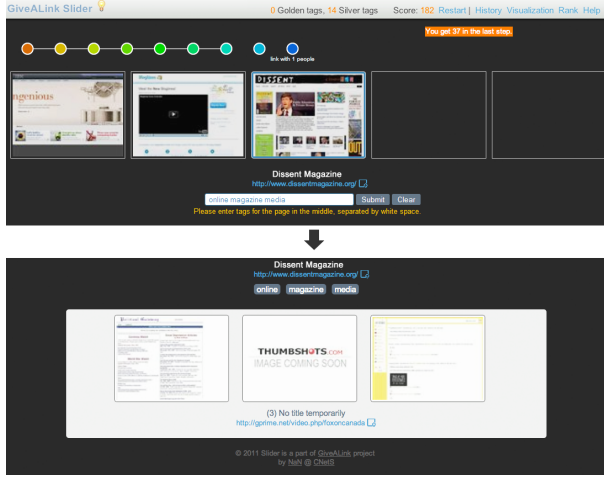 GiveALink Slider
0 Golden tags, 14 Silver tags Score: 182 Restart | History Visualization Rank Help
You get 37 in the last step.
link with 1 people
ngenious
DISSENT
Dissent Magazine
http://www.dissentmagazine.org/
online magazine media Submit Clear
Please enter tags for the page in the middle, separated by white space.
Dissent Magazine
http://www.dissentmagazine.org/
online magazine media
THUMBSHOTS.COM
IMAGE COMING SOON
(3) No title temporarily
http://gprime.net/video.php/foxoncanada
© 2011 Slider is a part of GiveALink project
by NaN @ CNetS